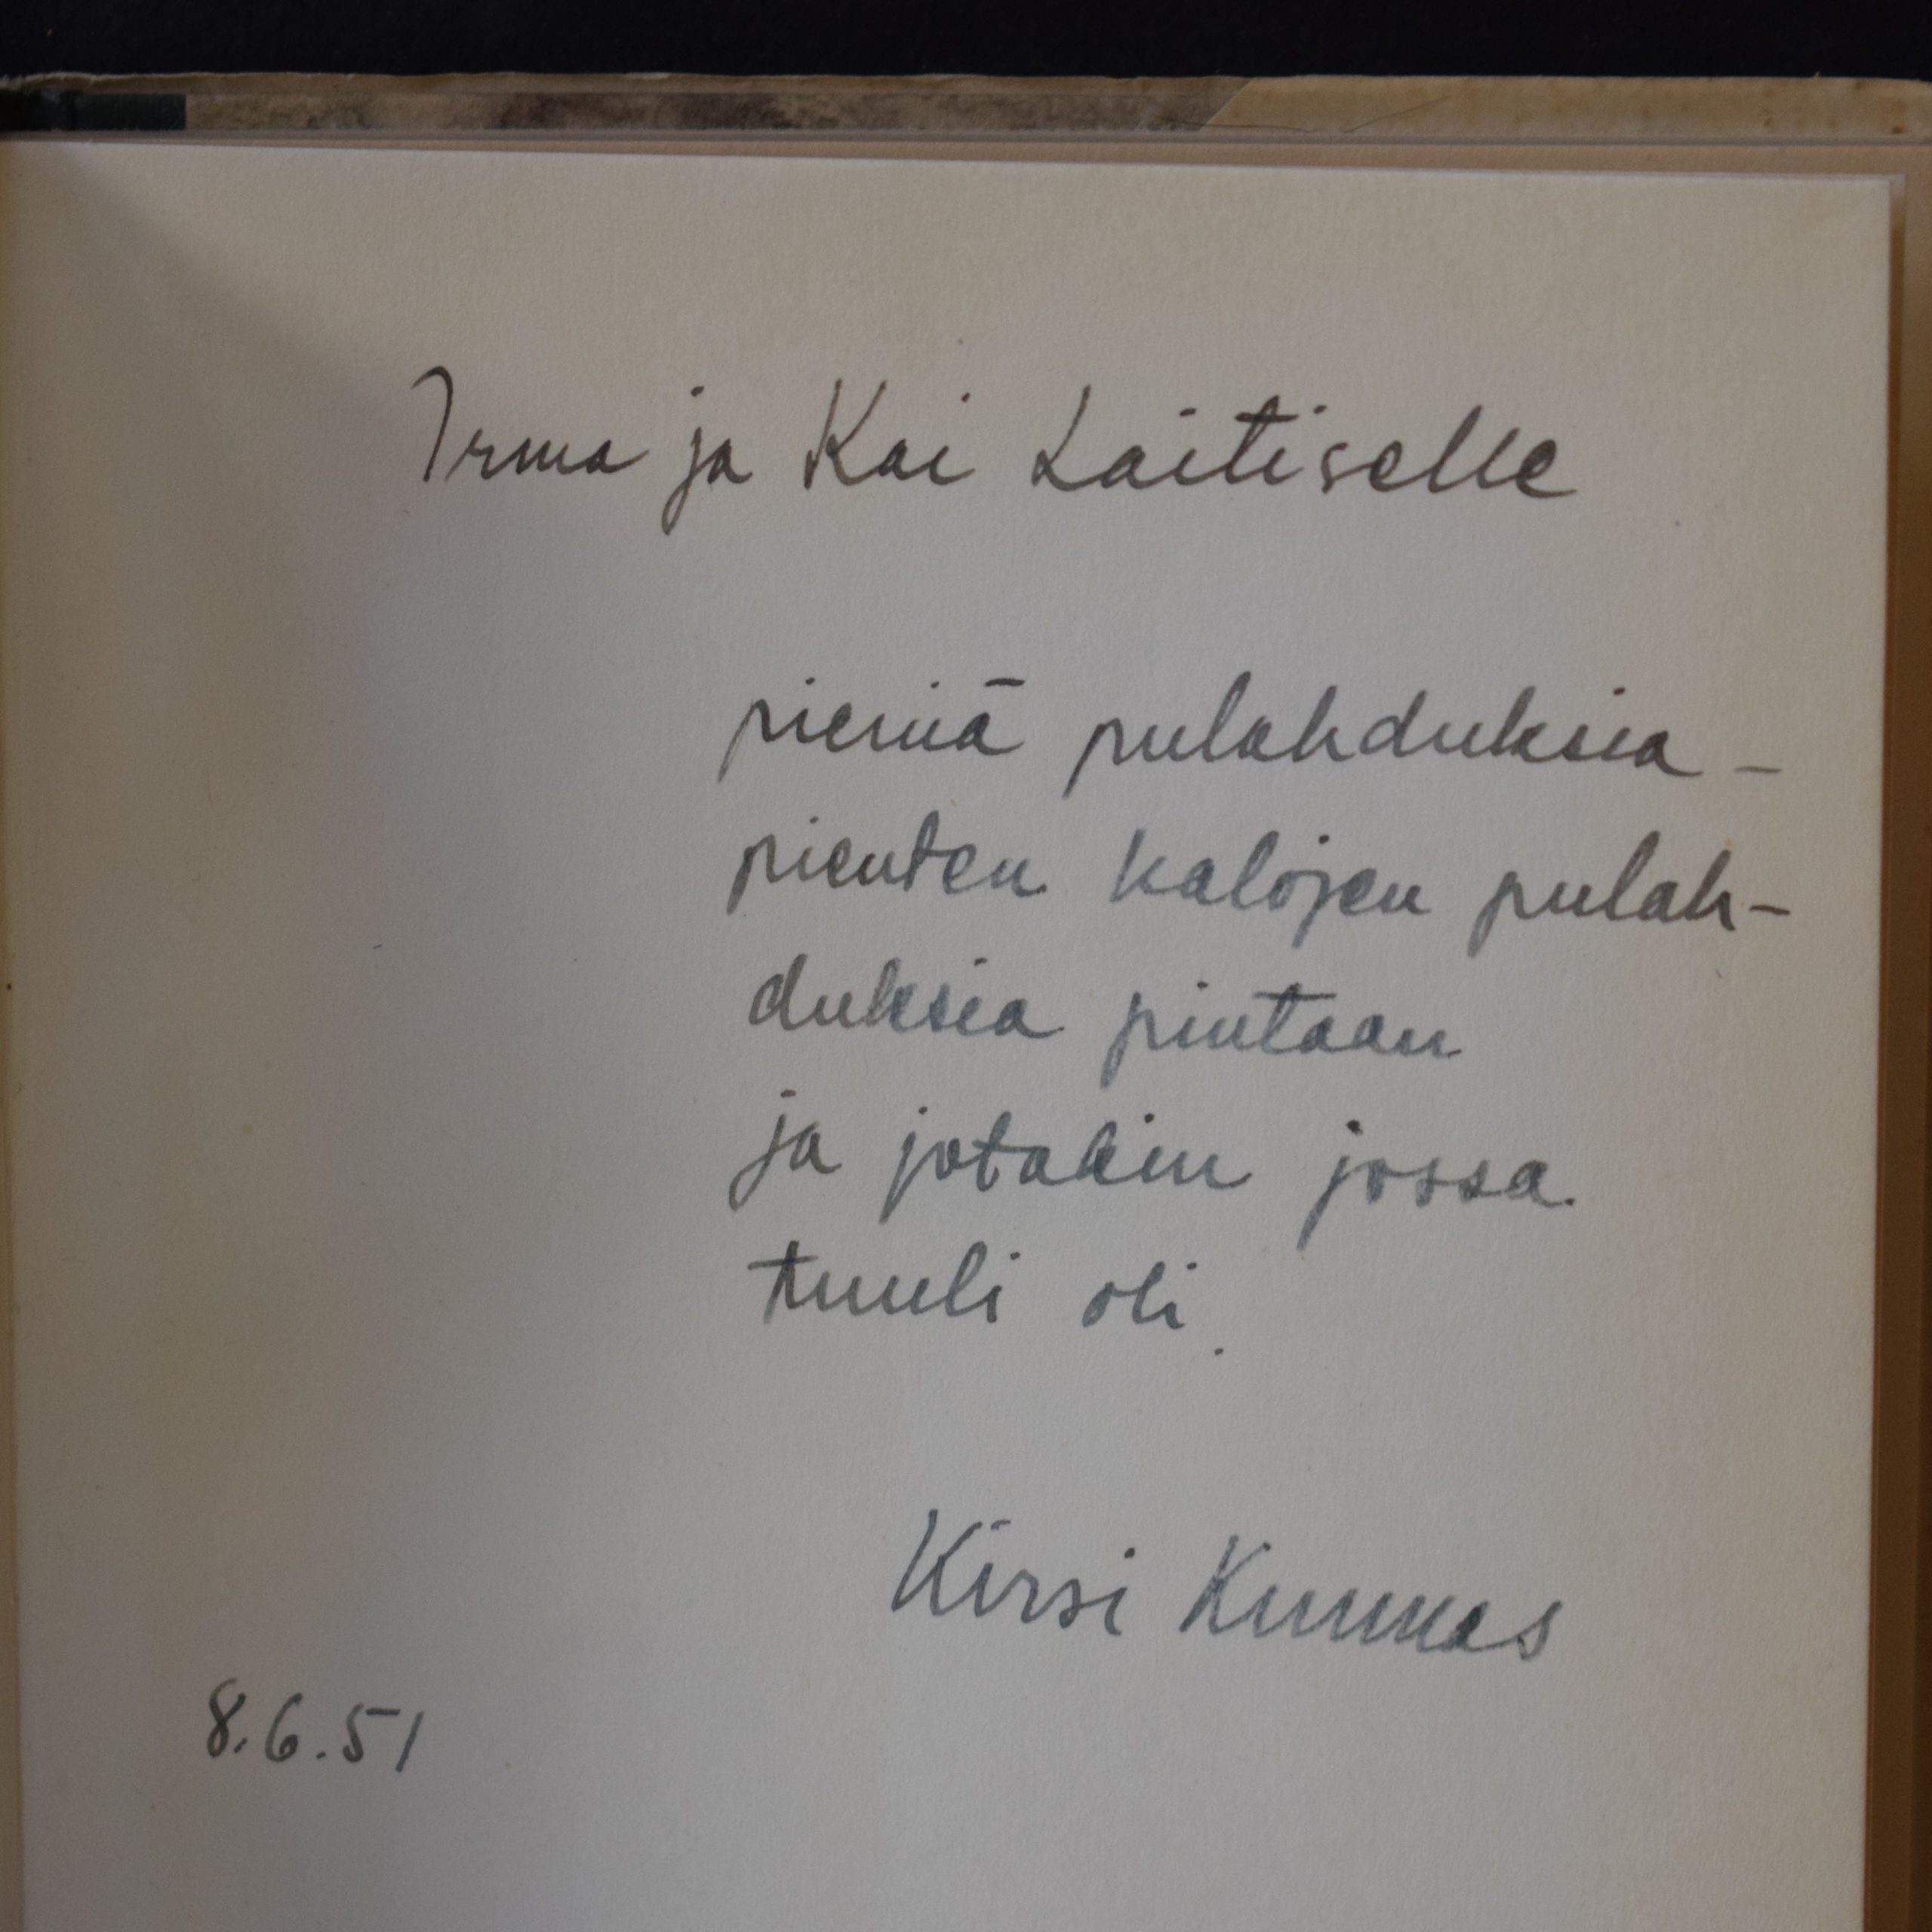 Irma ja Kai Laitiselle
pieniä pulahduksia -
pienten kalojen pulah-
duksia pintaan
ja jotakin jossa
tuuli oli.
Kirsi Kunnas
8.6.51